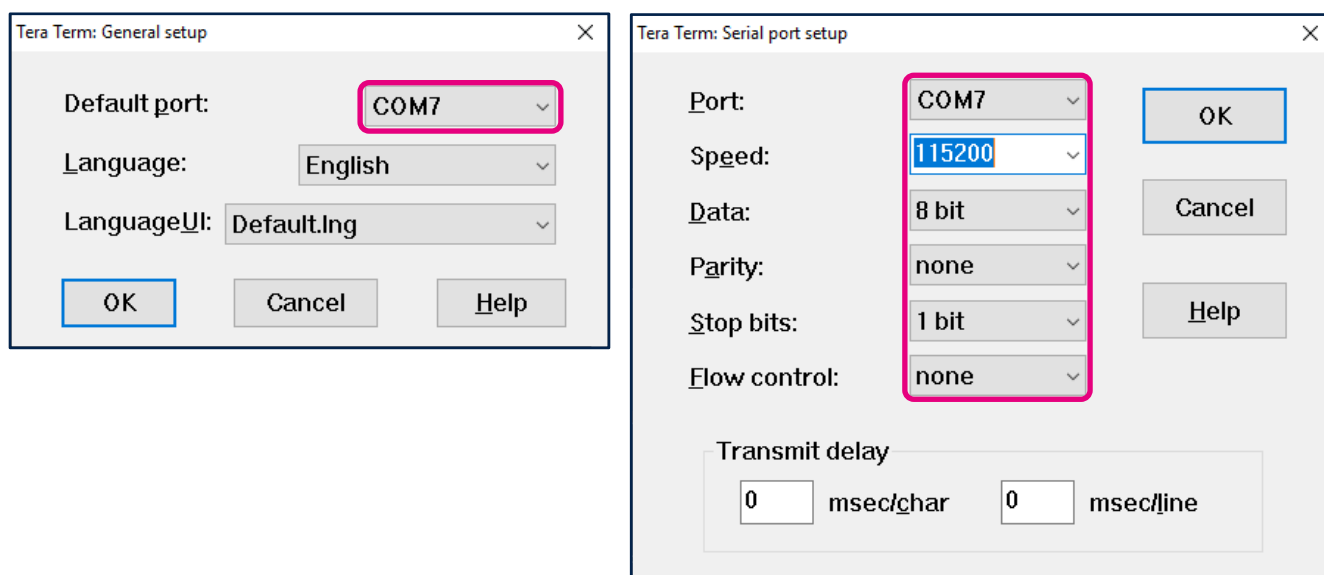 Tera Term: General setup
Default port: COM7
Language: English
LanguageUI: Default.lng
OK Cancel Help
Tera Term: Serial port setup
Port: COM7
Speed: 115200
Data: 8 bit
Parity: none
Stop bits: 1 bit
Flow control: none
OK
Cancel
Help
Transmit delay
0 msec/char 0 msec/line